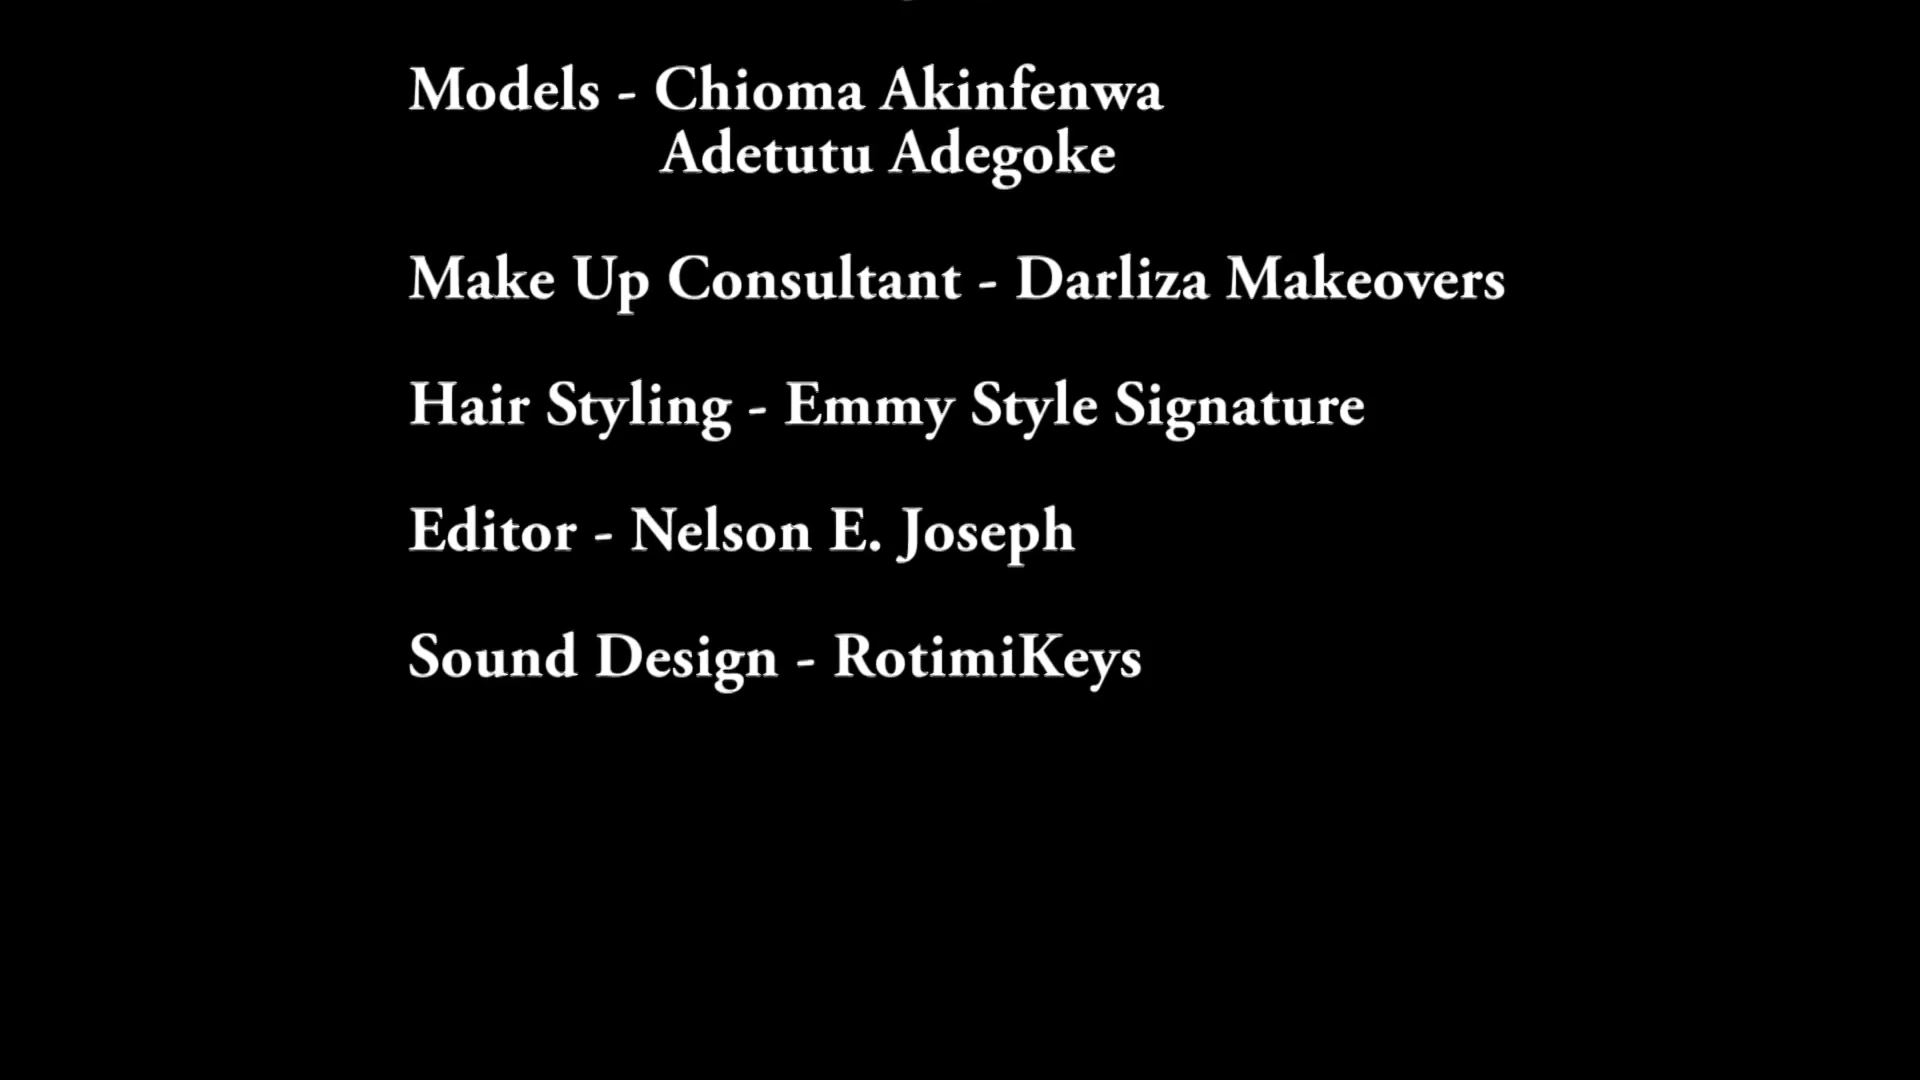 Models - Chioma Akinfenwa
Adetutu Adegoke
Make Up Consultant - Darliza Makeovers
Hair Styling - Emmy Style Signature
Editor - Nelson E. Joseph
Sound Design - RotimiKeys